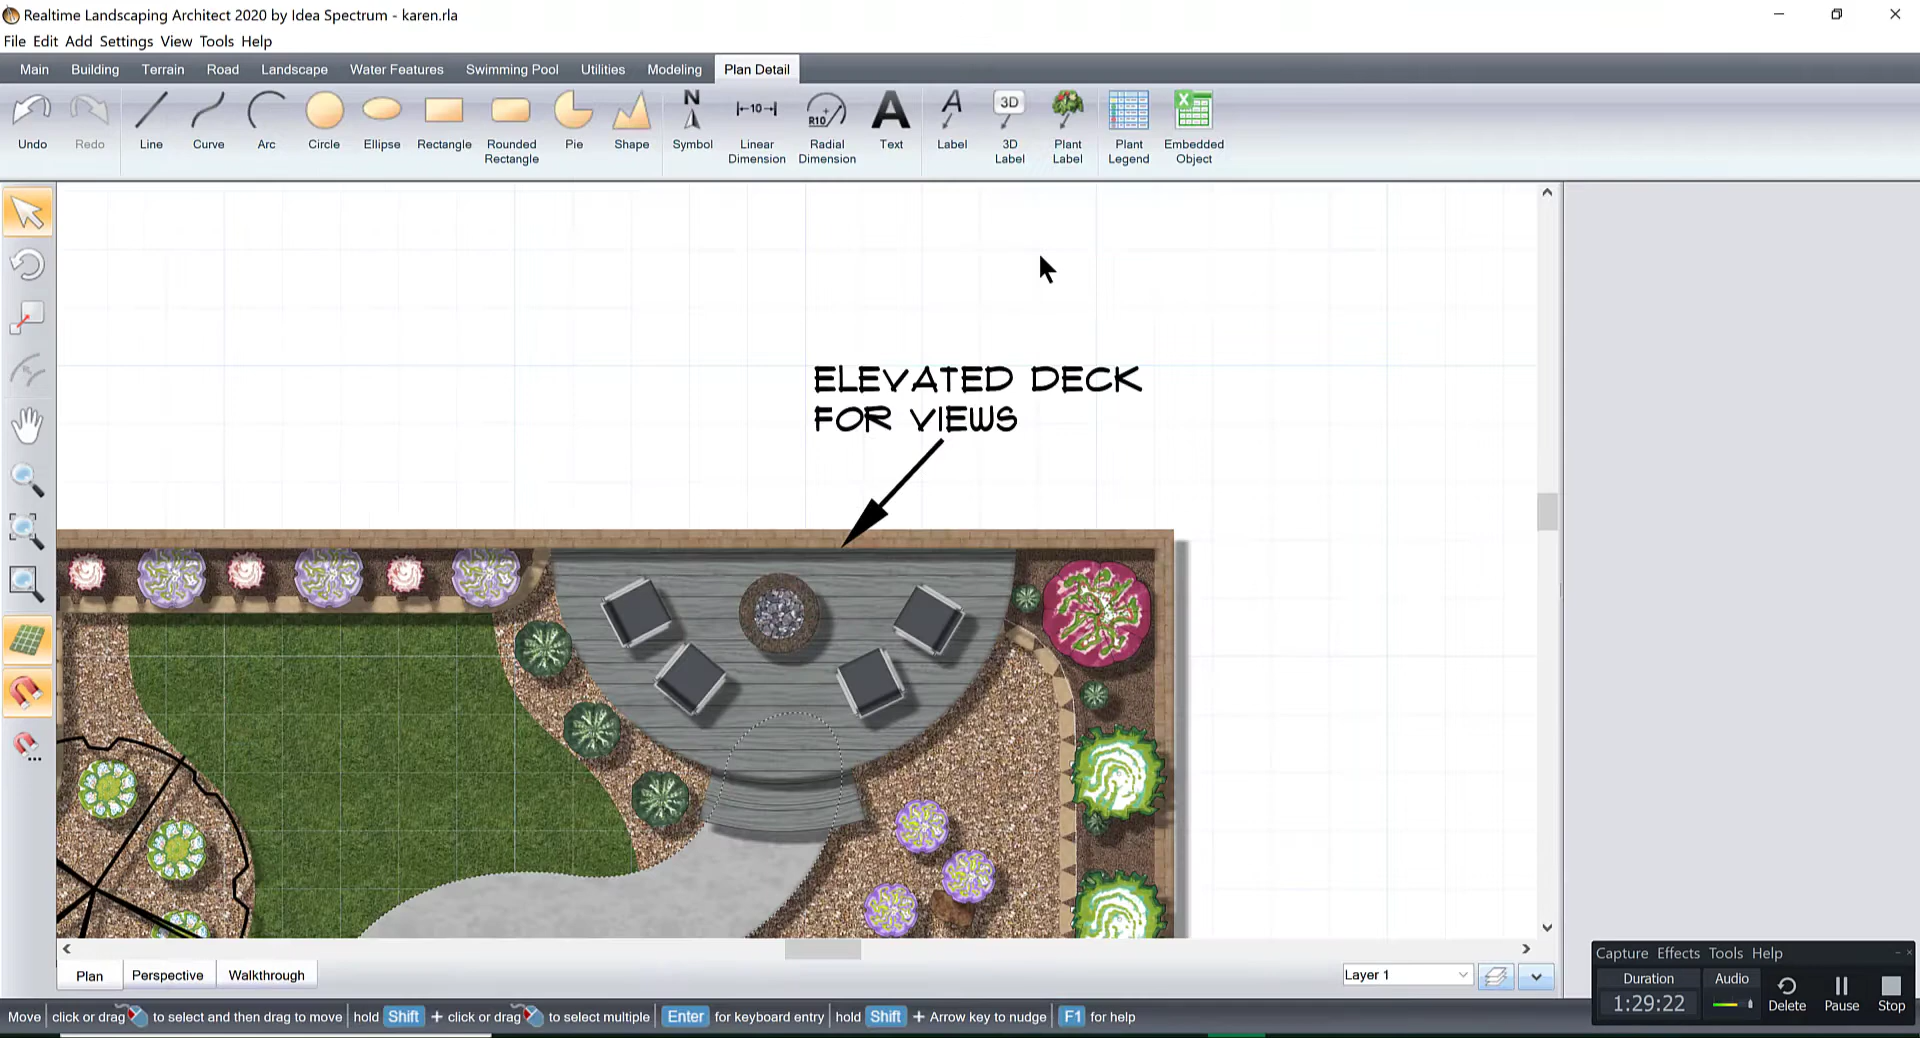 Realtime Landscaping Architect 2020 by Idea Spectrum - karen.rla
File Edit Add Settings View Tools Help
Main Building Terrain Road Landscape Water Features Swimming Pool Utilities Modeling Plan Detail
N |←10→| R10 A A 3D
Undo Redo Line Curve Arc Circle Ellipse Rectangle Rounded Rectangle Pie Shape Symbol Linear Dimension Radial Dimension Text Label 3D Label Plant Label Plant Legend Embedded Object
ELEVATED DECK
FOR VIEWS
Capture Effects Tools Help
Duration Audio
1:29:22 Delete Pause Stop
Plan Perspective Walkthrough Layer 1
Move click or drag to select and then drag to move hold Shift + click or drag to select multiple Enter for keyboard entry hold Shift + Arrow key to nudge F1 for help